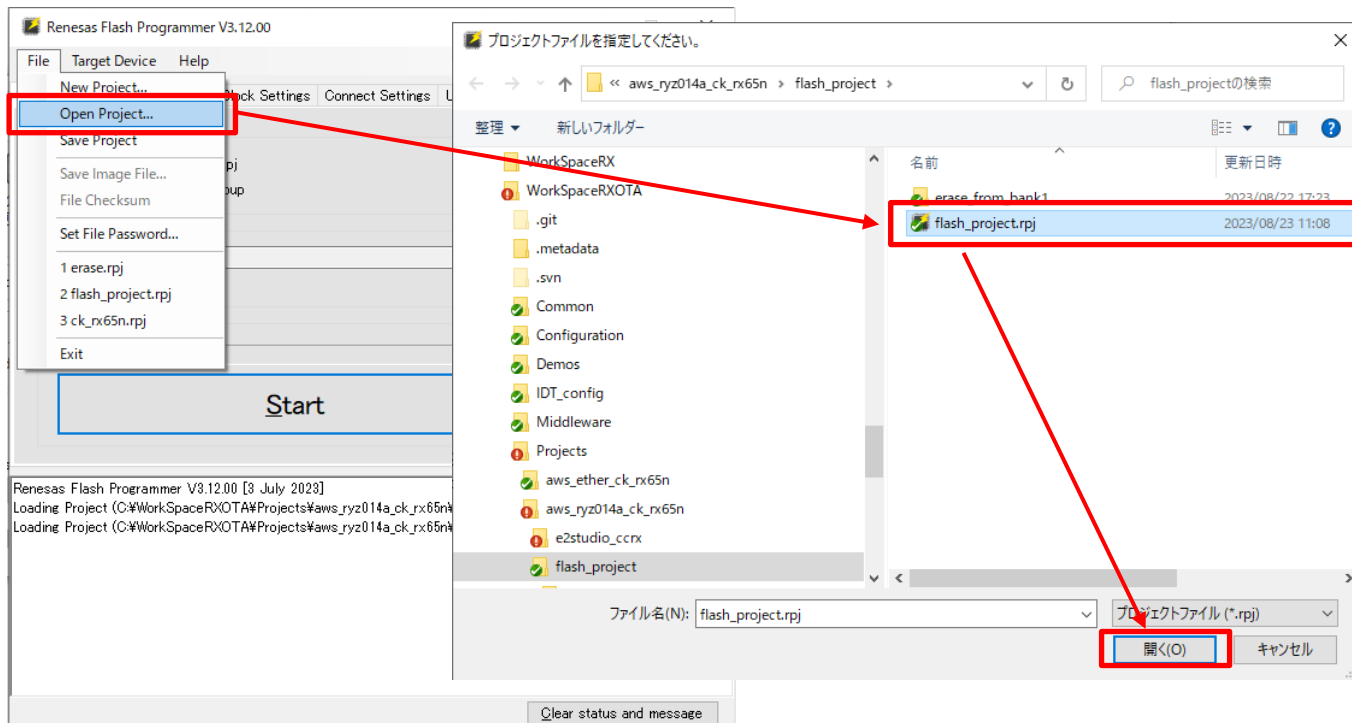 Renesas Flash Programmer V3.12.00
File Target Device Help
New Project...
Open Project...
Save Project
Save Image File...
File Checksum
Set File Password...
1 erase.rpj
2 flash_project.rpj
3 ck_rx65n.rpj
Exit
Settings Connect Settings
Start
Renesas Flash Programmer V3.12.00 [3 July 2023]
Loading Project (C:¥WorkSpaceRXOTA¥Projects¥aws_ryz014a_ck_rx65n¥
Loading Project (C:¥WorkSpaceRXOTA¥Projects¥aws_ryz014a_ck_rx65n¥
Clear status and message
プロジェクトファイルを指定してください。
« aws_ryz014a_ck_rx65n › flash_project ›
flash_projectの検索
整理 新しいフォルダー
WorkSpaceRX
WorkSpaceRXOTA
.git
.metadata
.svn
Common
Configuration
Demos
IDT_config
Middleware
Projects
aws_ether_ck_rx65n
aws_ryz014a_ck_rx65n
e2studio_ccrx
flash_project
名前 更新日時
erase_from_bank1 2023/08/22 17:23
flash_project.rpj 2023/08/23 11:08
ファイル名(N): flash_project.rpj
プロジェクトファイル (*.rpj)
開く(O) キャンセル